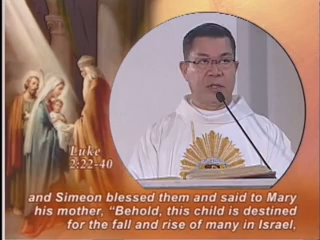 Luke
2:22-40
and Simeon blessed them and said to Mary
his mother, “Behold, this child is destined
for the fall and rise of many in Israel,